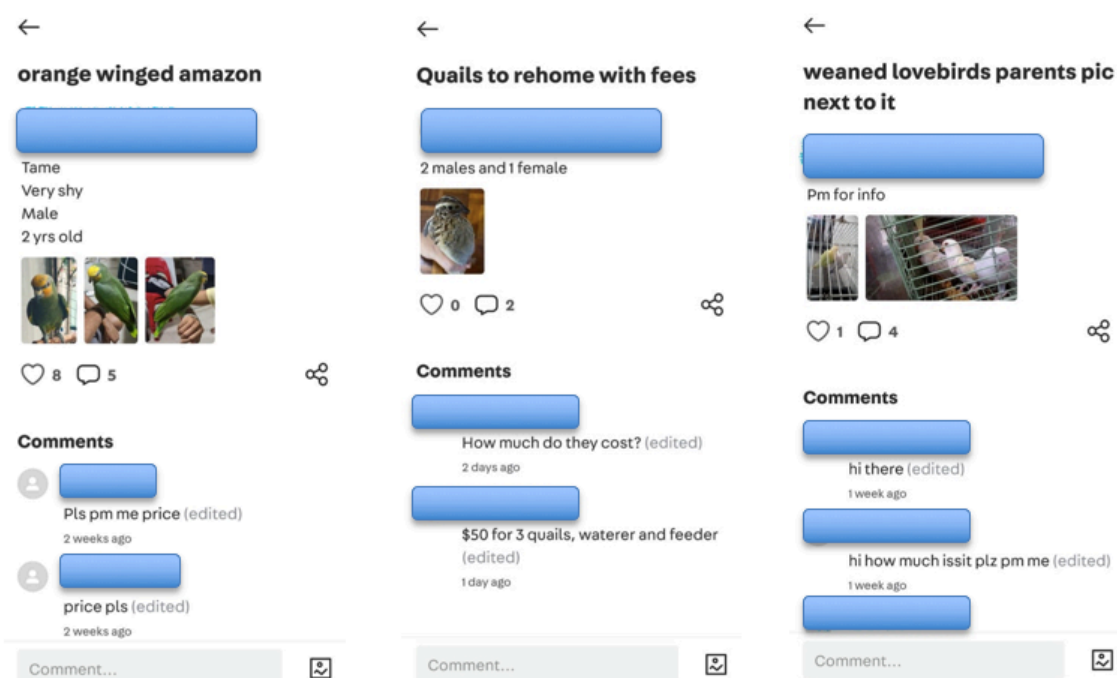 orange winged amazon
Tame
Very shy
Male
2 yrs old
8 5
Comments
Pls pm me price (edited)
2 weeks ago
price pls (edited)
2 weeks ago
Comment...
Quails to rehome with fees
2 males and 1 female
0 2
Comments
How much do they cost? (edited)
2 days ago
$50 for 3 quails, waterer and feeder
(edited)
1 day ago
Comment...
weaned lovebirds parents pic
next to it
Pm for info
1 4
Comments
hi there (edited)
1 week ago
hi how much issit plz pm me (edited)
1 week ago
Comment...